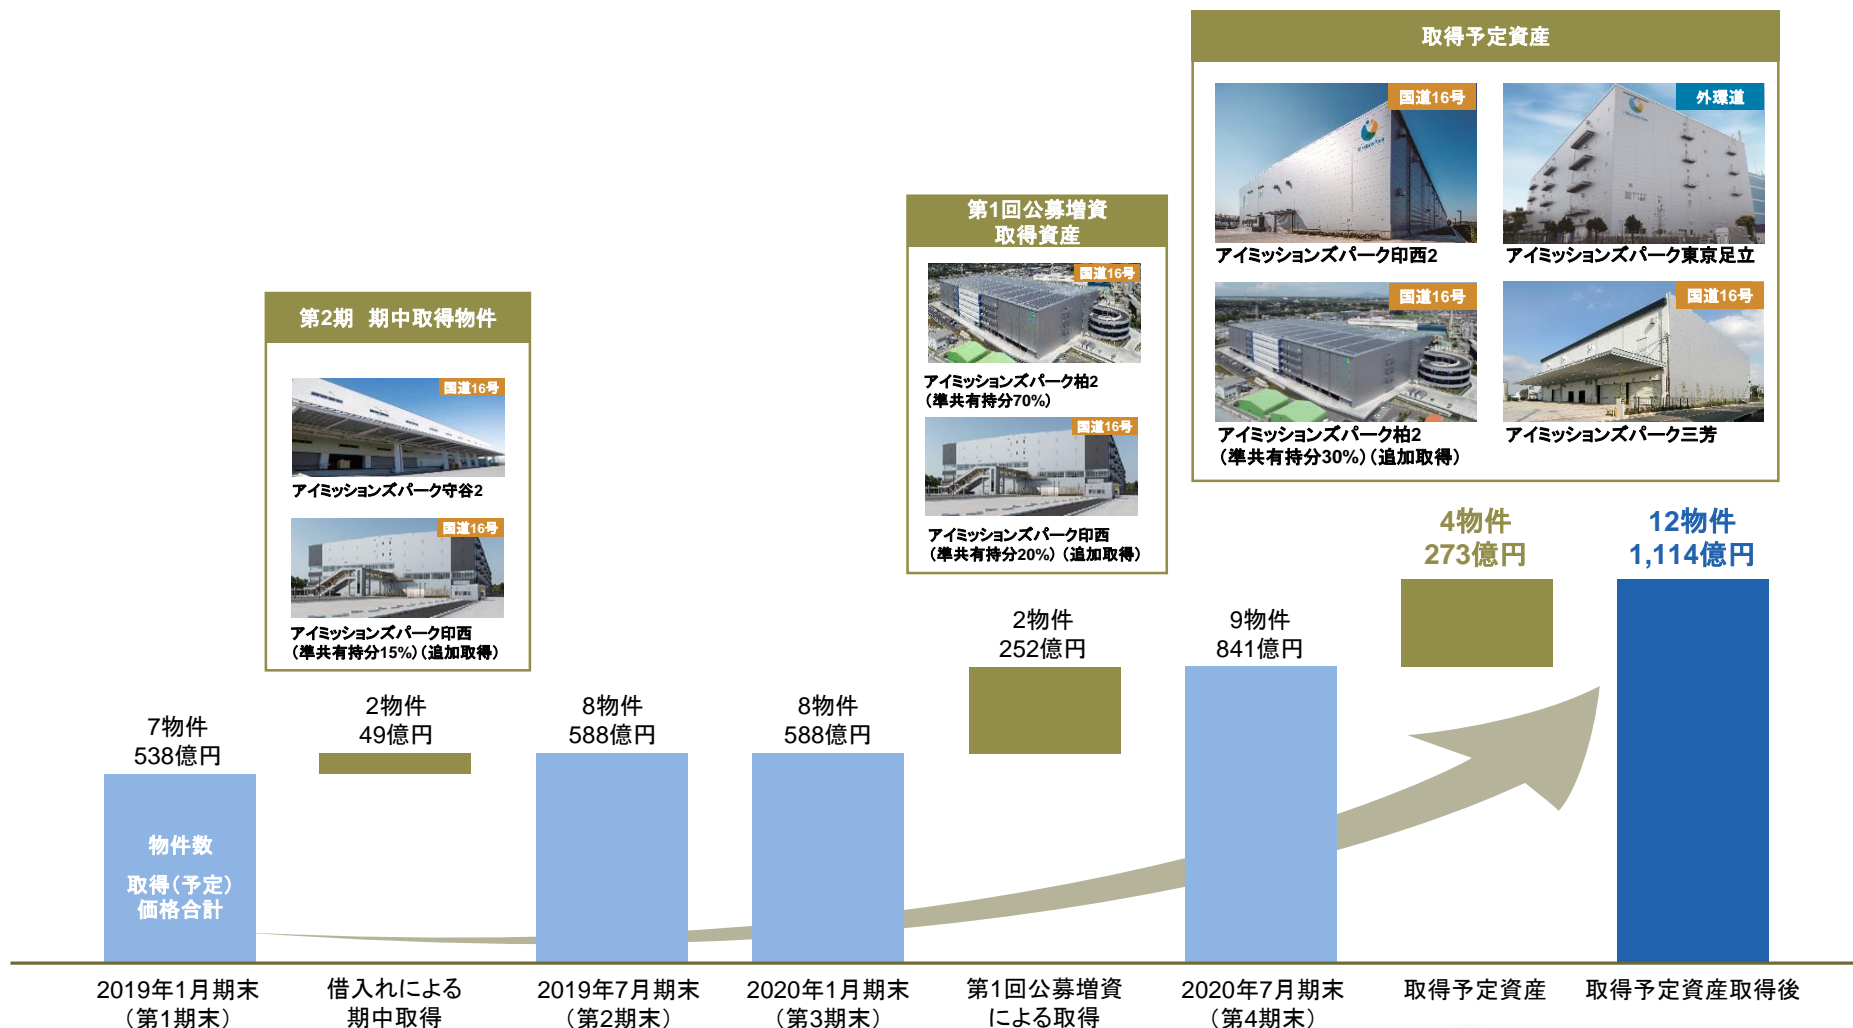 取得予定資産
国道16号
アイミッションズパーク印西2
外環道
アイミッションズパーク東京足立
国道16号
アイミッションズパーク柏2
（準共有持分30%）（追加取得）
国道16号
アイミッションズパーク三芳
第1回公募増資
取得資産
国道16号
アイミッションズパーク柏2
（準共有持分70%）
国道16号
アイミッションズパーク印西
（準共有持分20%）（追加取得）
第2期 期中取得物件
国道16号
アイミッションズパーク守谷2
国道16号
アイミッションズパーク印西
（準共有持分15%）（追加取得）
7物件
538億円
2物件
49億円
8物件
588億円
8物件
588億円
2物件
252億円
9物件
841億円
4物件
273億円
12物件
1,114億円
物件数
取得（予定）
価格合計
2019年1月期末
（第1期末）
借入れによる
期中取得
2019年7月期末
（第2期末）
2020年1月期末
（第3期末）
第1回公募増資
による取得
2020年7月期末
（第4期末）
取得予定資産
取得予定資産取得後